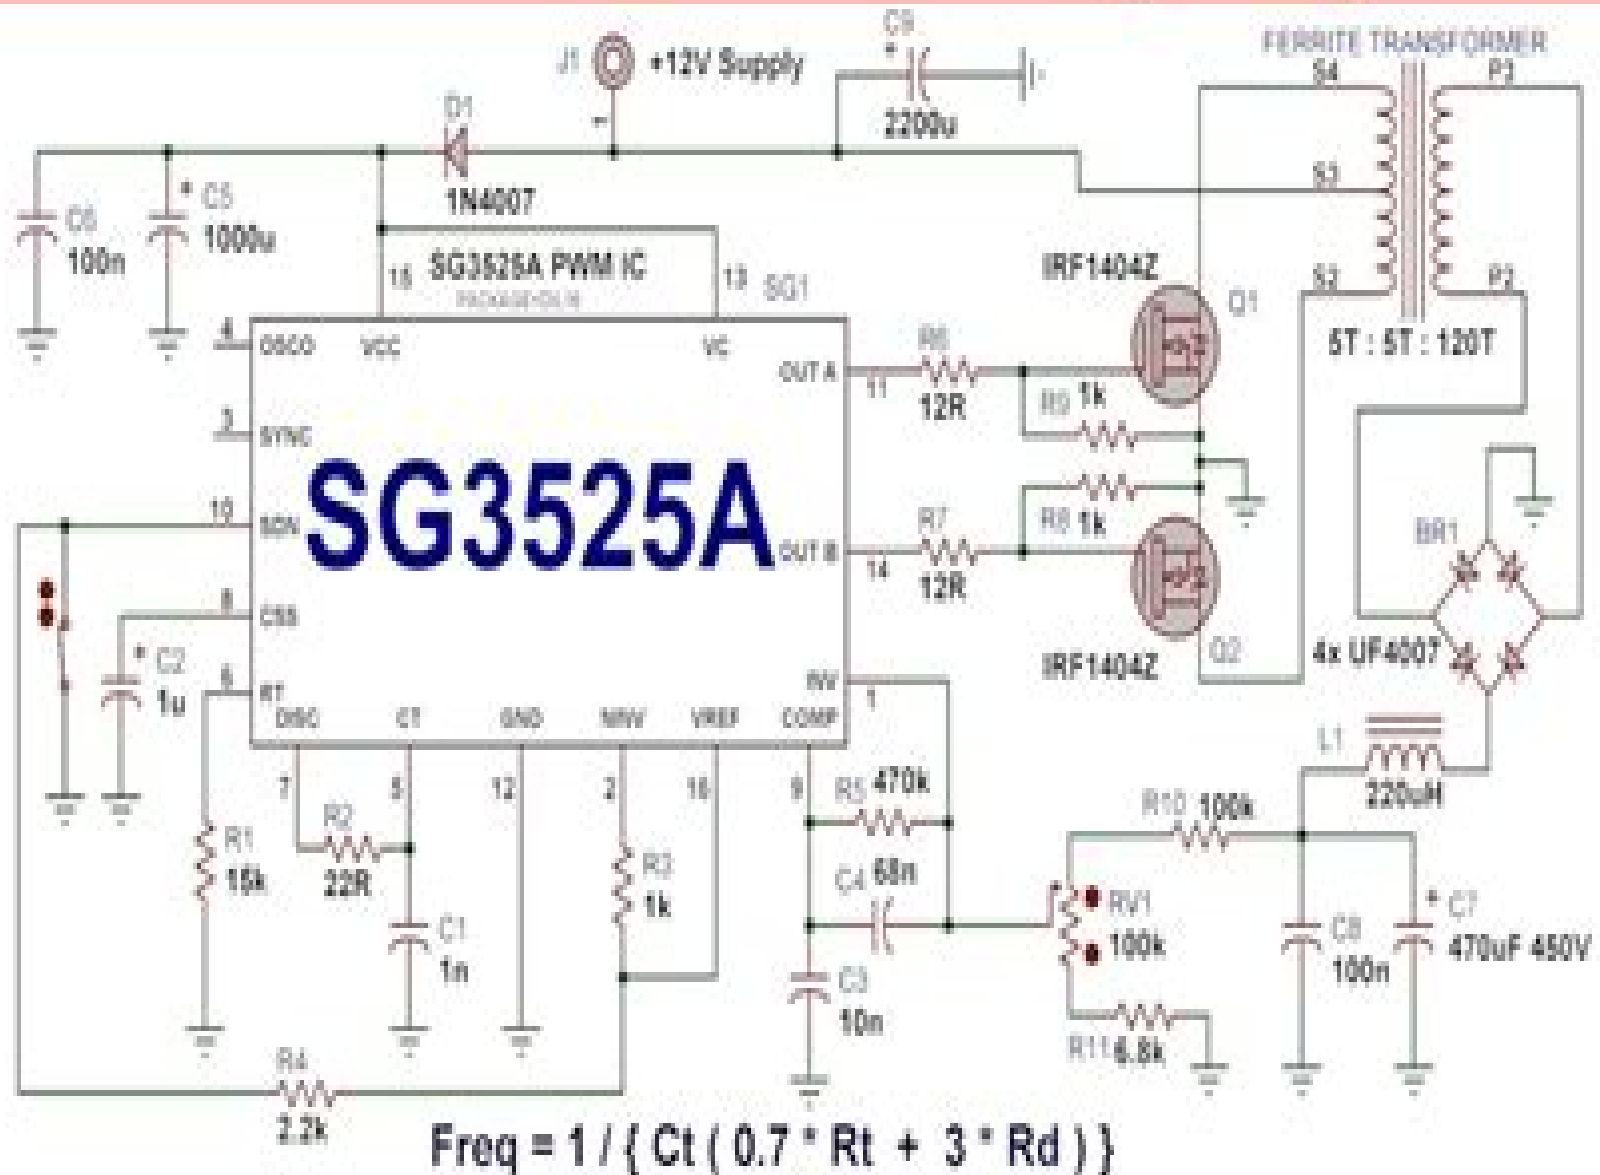 C9
FERRITE TRANSFORMER
J1
+12V Supply
S4
P1
D1
1
2200u
C5
1N4007
S3
C6
1000u
100n
SG3525A PWM IC
IRF1404Z
15
13
SG1
S2
P2
PACKAGE=DIL16
Q1
4
OSCO
VCC
VC
R6
5T : 5T : 120T
OUT A
11
12R
R9
1k
3
SYNC
SG3525A
10
SDN
R7
R8
1k
BR1
OUT B
14
12R
8
CSS
C2
1u
Q2
4x UF4007
IRF1404Z
6
RT
INV
1
DISC
CT
GND
NINV
VREF
COMP
L1
7
5
12
2
16
9
R5
470k
220uH
R2
R10
100k
R1
15k
22R
R3
1k
C4
68n
C1
1n
RV1
100k
C8
100n
C7
470uF 450V
C3
10n
R11
6.8k
R4
2.2k
Freq = 1 / { Ct ( 0.7 * Rt + 3 * Rd ) }